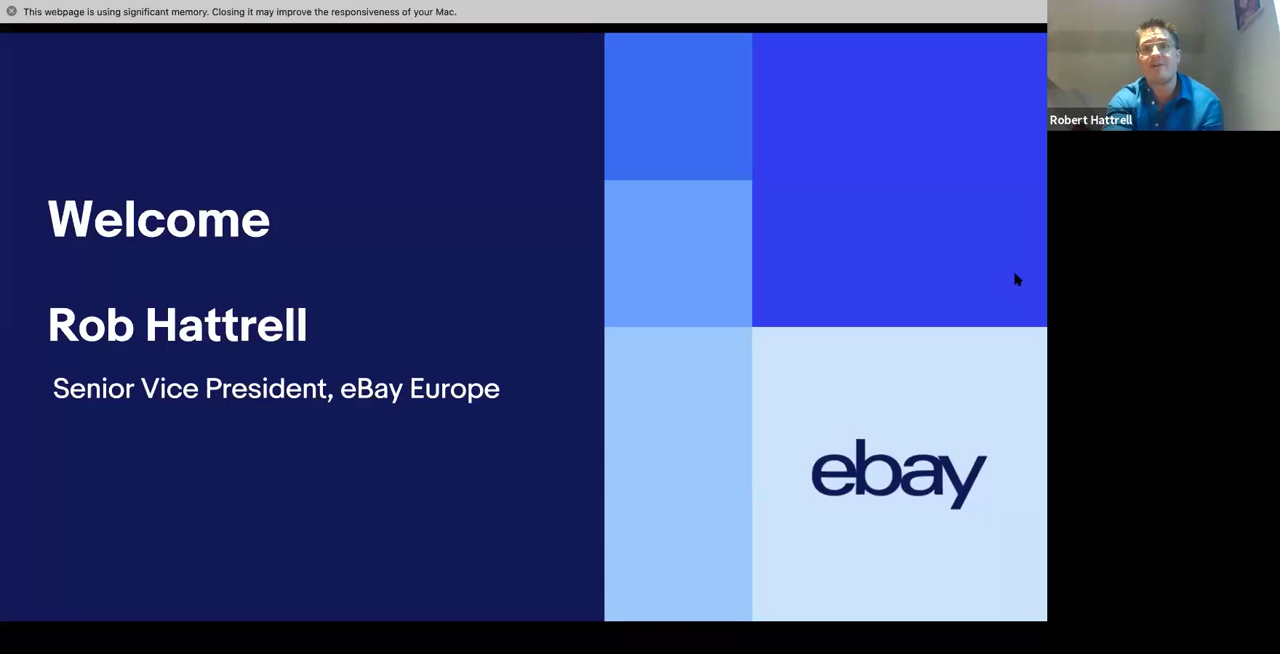 This webpage is using significant memory. Closing it may improve the responsiveness of your Mac.
Welcome
Rob Hattrell
Senior Vice President, eBay Europe
ebay
Robert Hattrell